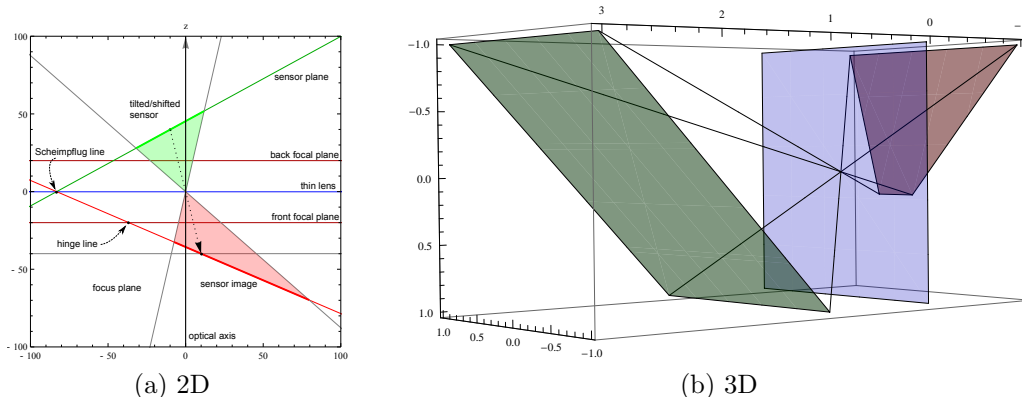 z
100
50
0
- 50
- 100
- 100
- 50
0
50
100
sensor plane
tilted/shifted
sensor
Scheimpflug line
back focal plane
thin lens
front focal plane
hinge line
focus plane
sensor image
optical axis
(a) 2D
3
2
1
0
-1.0
-0.5
0.0
0.5
1.0
1.0
0.5
0.0
-0.5
-1.0
(b) 3D